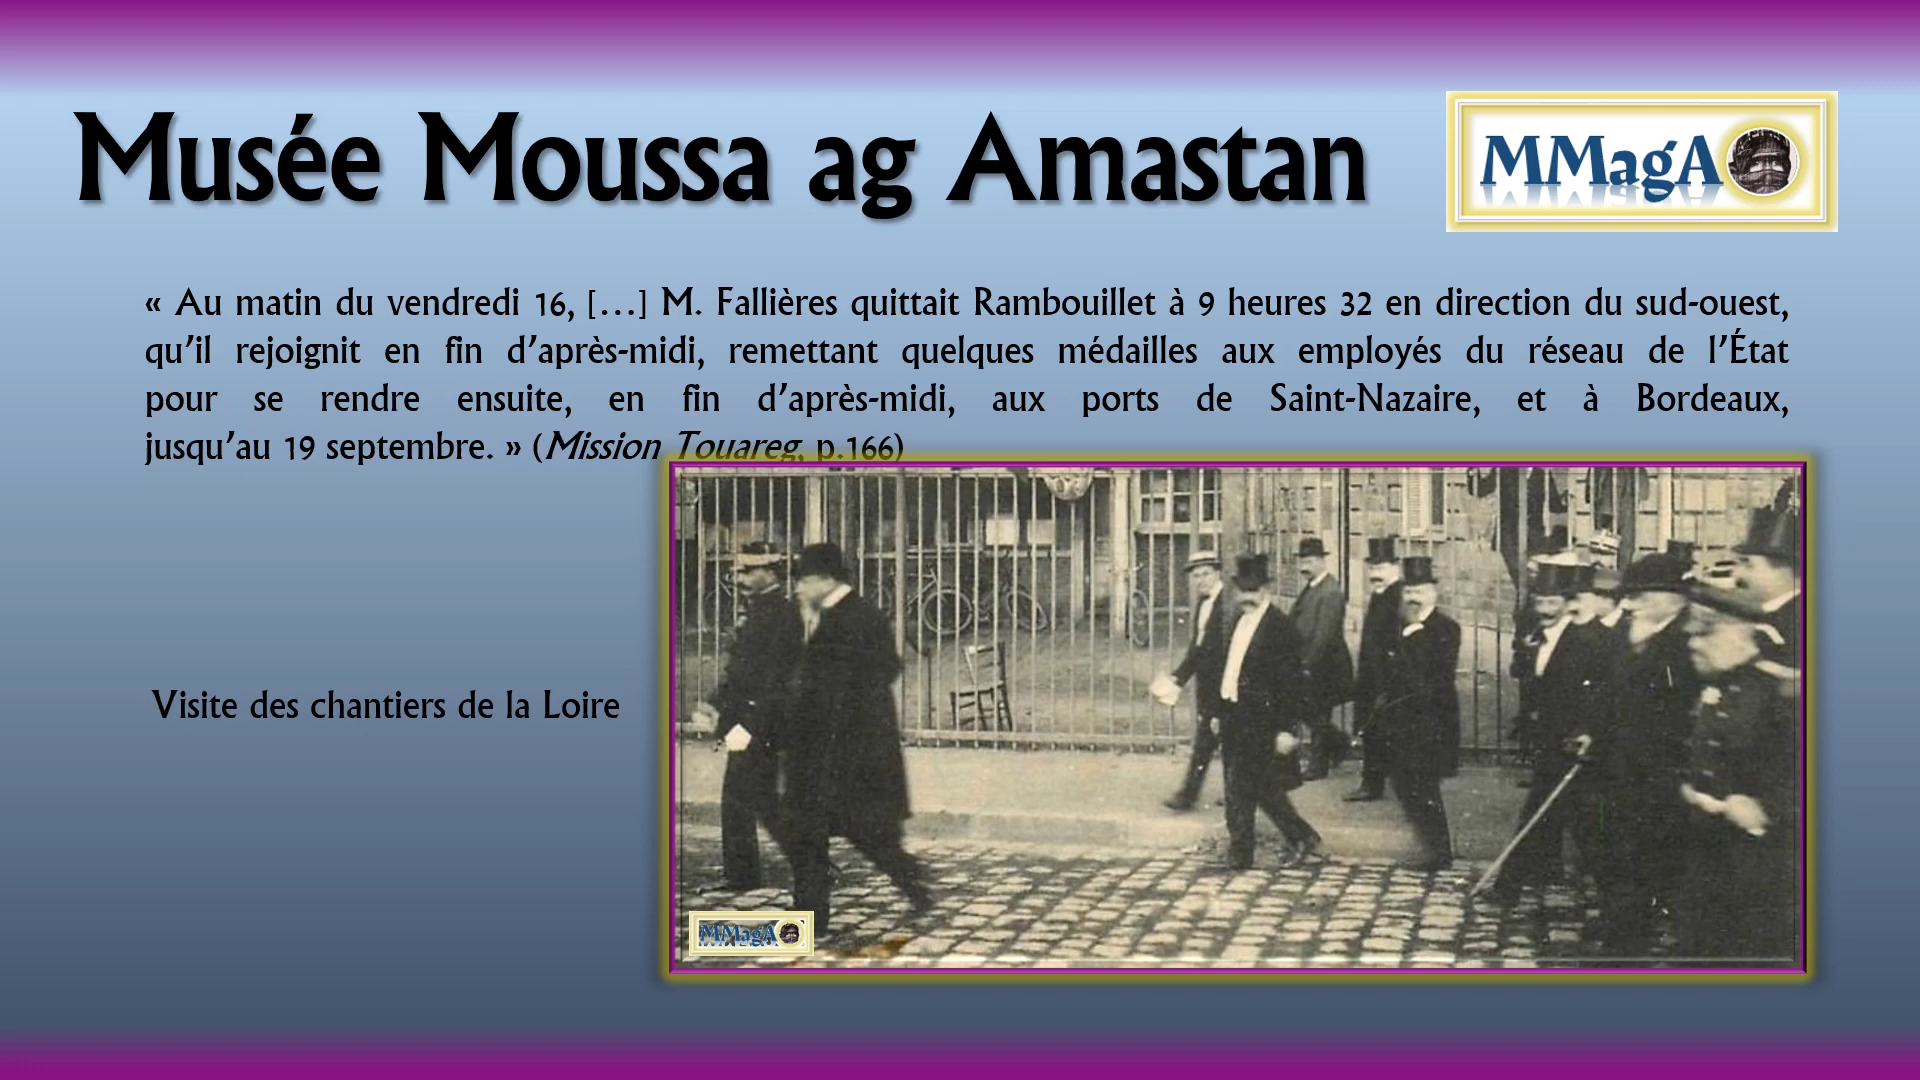 Musée Moussa ag Amastan
MMagA
« Au matin du vendredi 16, […] M. Fallières quittait Rambouillet à 9 heures 32 en direction du sud-ouest,
qu’il rejoignit en fin d’après-midi, remettant quelques médailles aux employés du réseau de l’État
pour se rendre ensuite, en fin d’après-midi, aux ports de Saint-Nazaire, et à Bordeaux,
jusqu’au 19 septembre. » (Mission Touareg, p.166)
Visite des chantiers de la Loire
MMagA